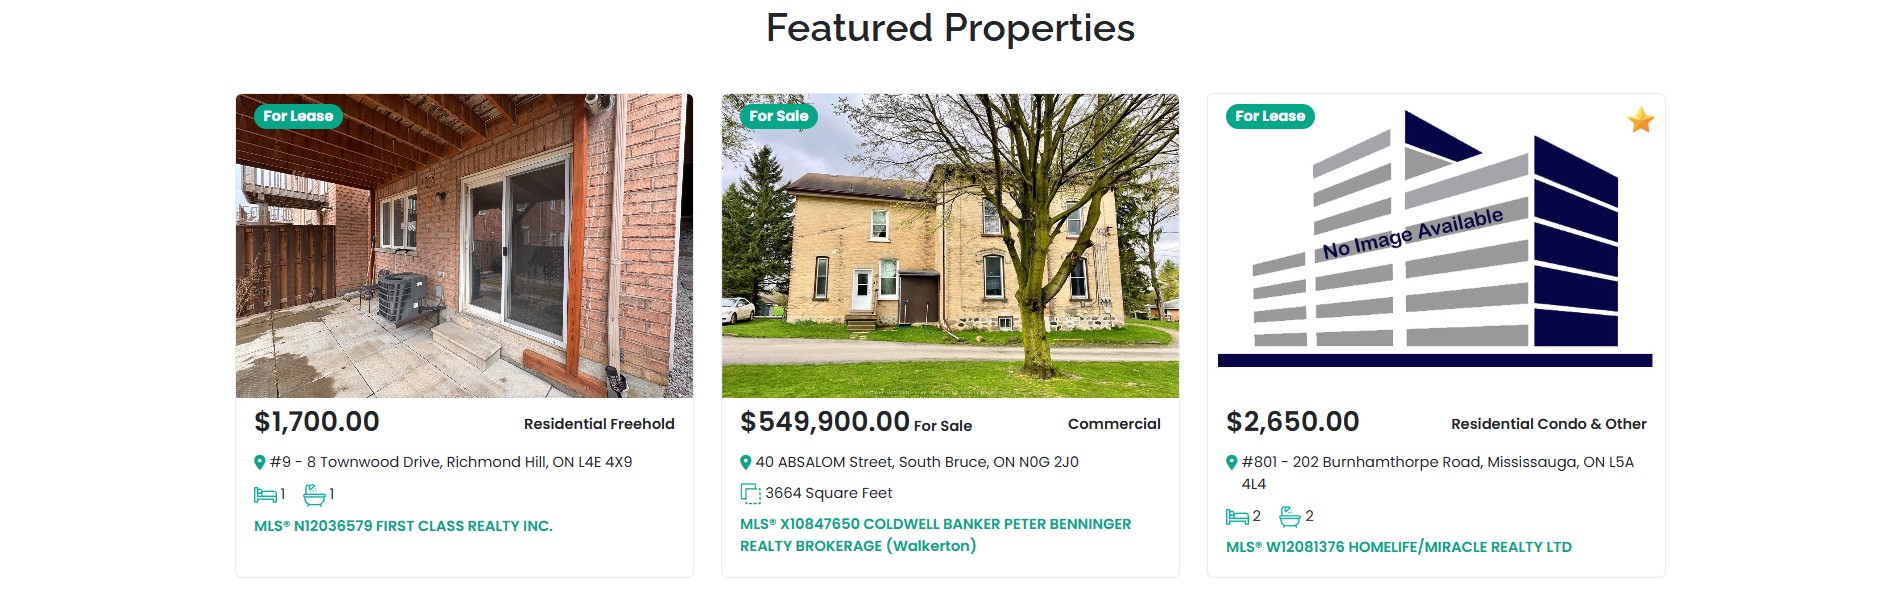 Featured Properties
For Lease
$1,700.00
Residential Freehold
#9 - 8 Townwood Drive, Richmond Hill, ON L4E 4X9
1 1
MLS® N12036579 FIRST CLASS REALTY INC.
For Sale
$549,900.00 For Sale
Commercial
40 ABSALOM Street, South Bruce, ON N0G 2J0
3664 Square Feet
MLS® X10847650 COLDWELL BANKER PETER BENNINGER
REALTY BROKERAGE (Walkerton)
For Lease
No Image Available
$2,650.00
Residential Condo & Other
#801 - 202 Burnhamthorpe Road, Mississauga, ON L5A
4L4
2 2
MLS® W12081376 HOMELIFE/MIRACLE REALTY LTD